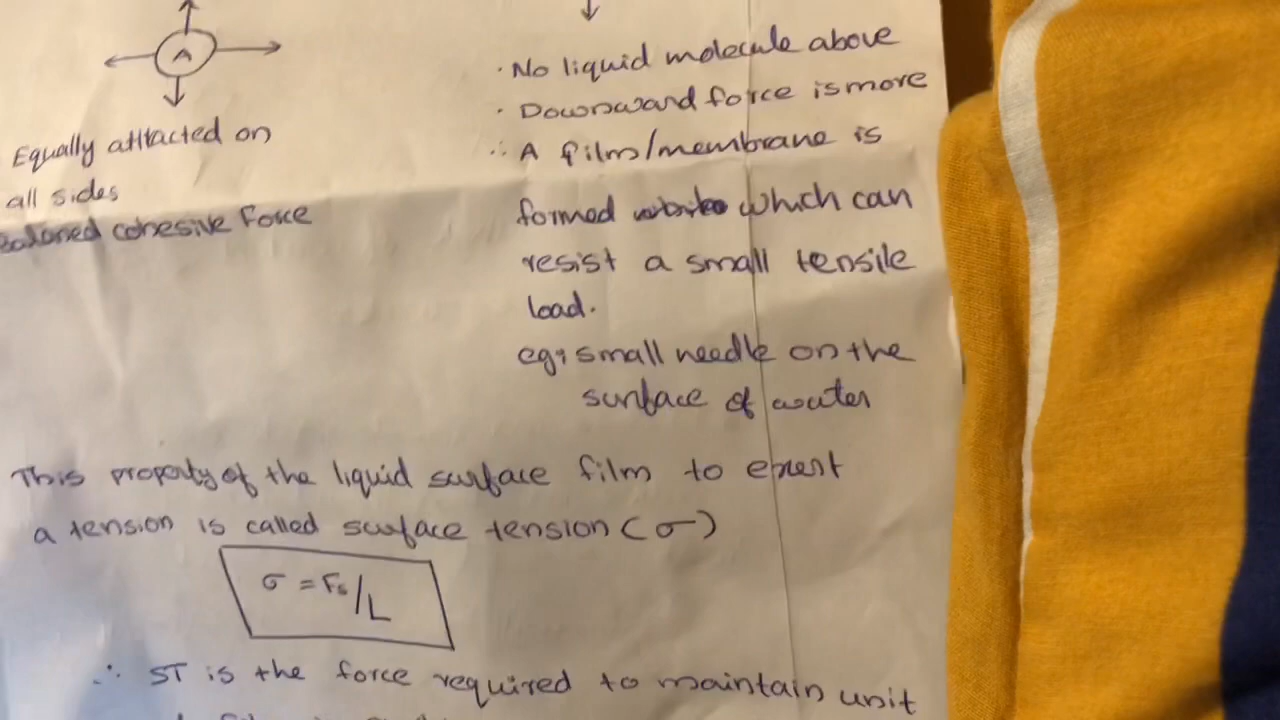 A
Equally attracted on
all sides
Balaned cohesive Force
· No liquid molecule above
· Downward force is more
∴ A film/membrane is
formed which can
resist a small tensile
load.
eg: small needle on the
surface of water
This property of the liquid surface film to exert
a tension is called surface tension (σ)
σ = Fs/L
∴ ST is the force required to maintain unit